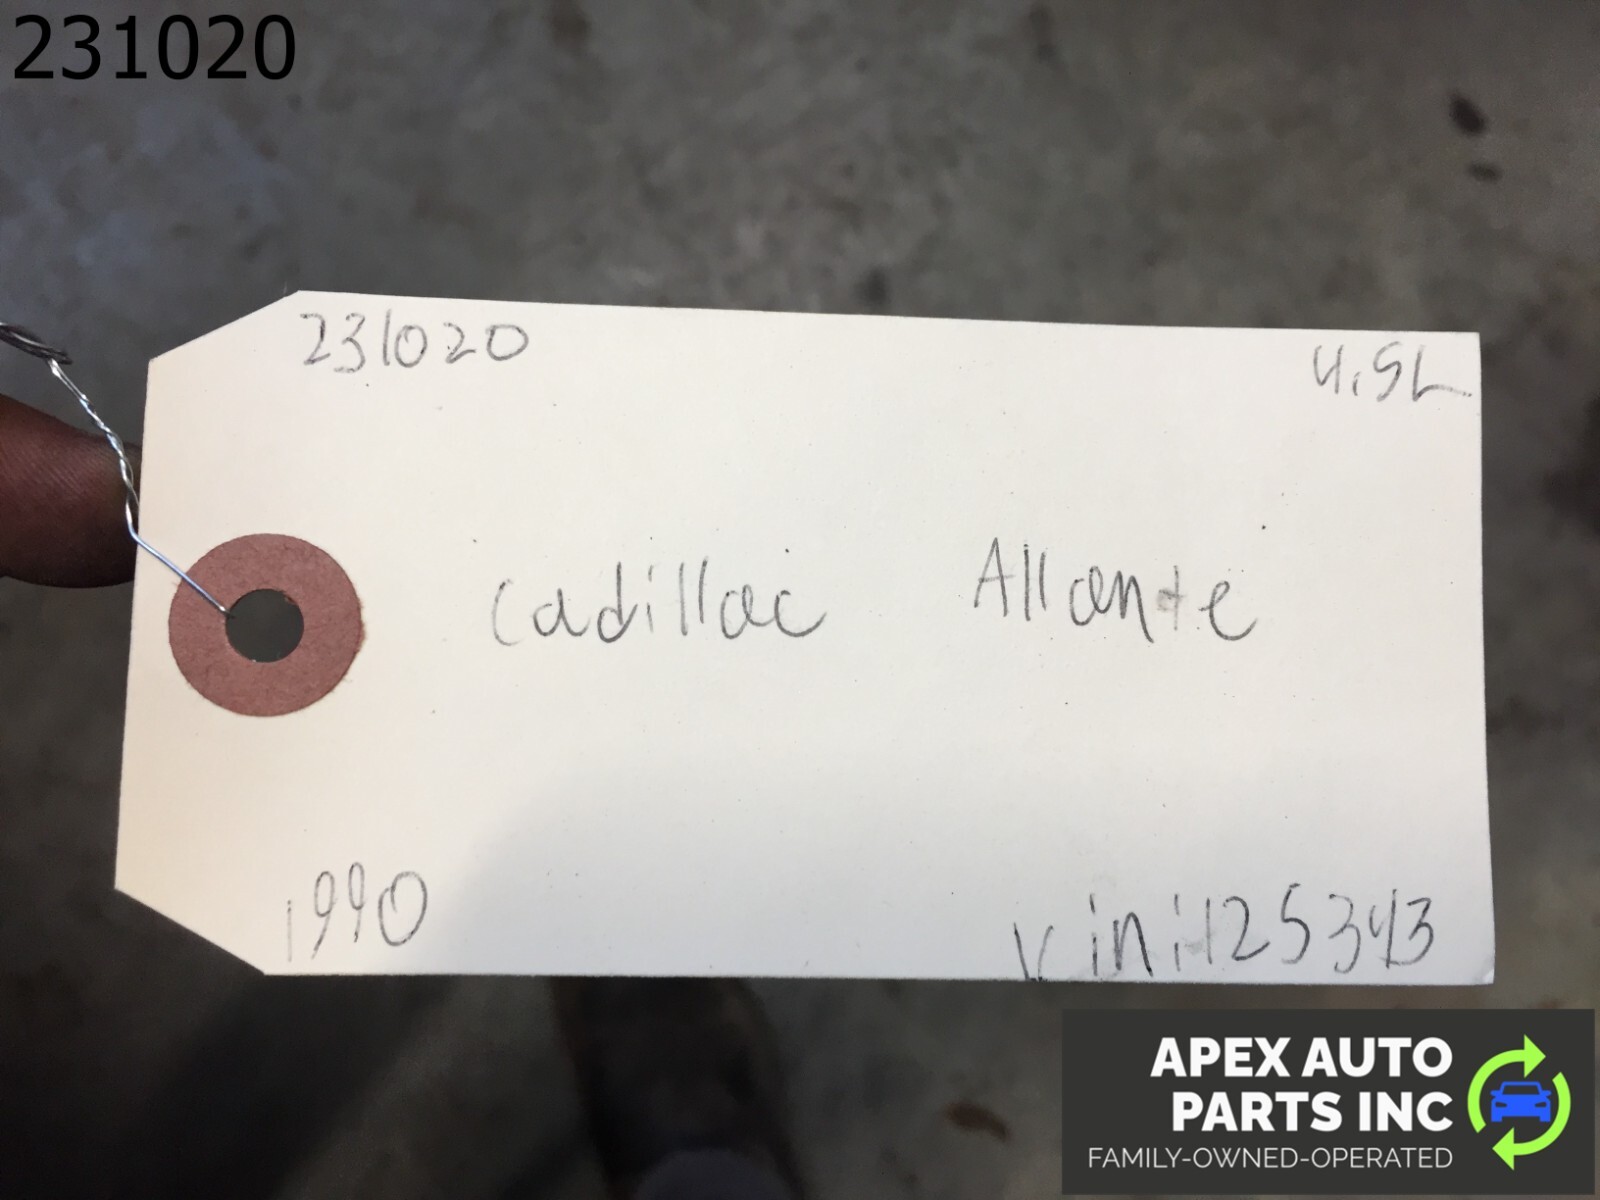 231020
231020
4.5L
Cadillac Allante
1990
Vin:125343
APEX AUTO
PARTS INC
FAMILY-OWNED-OPERATED